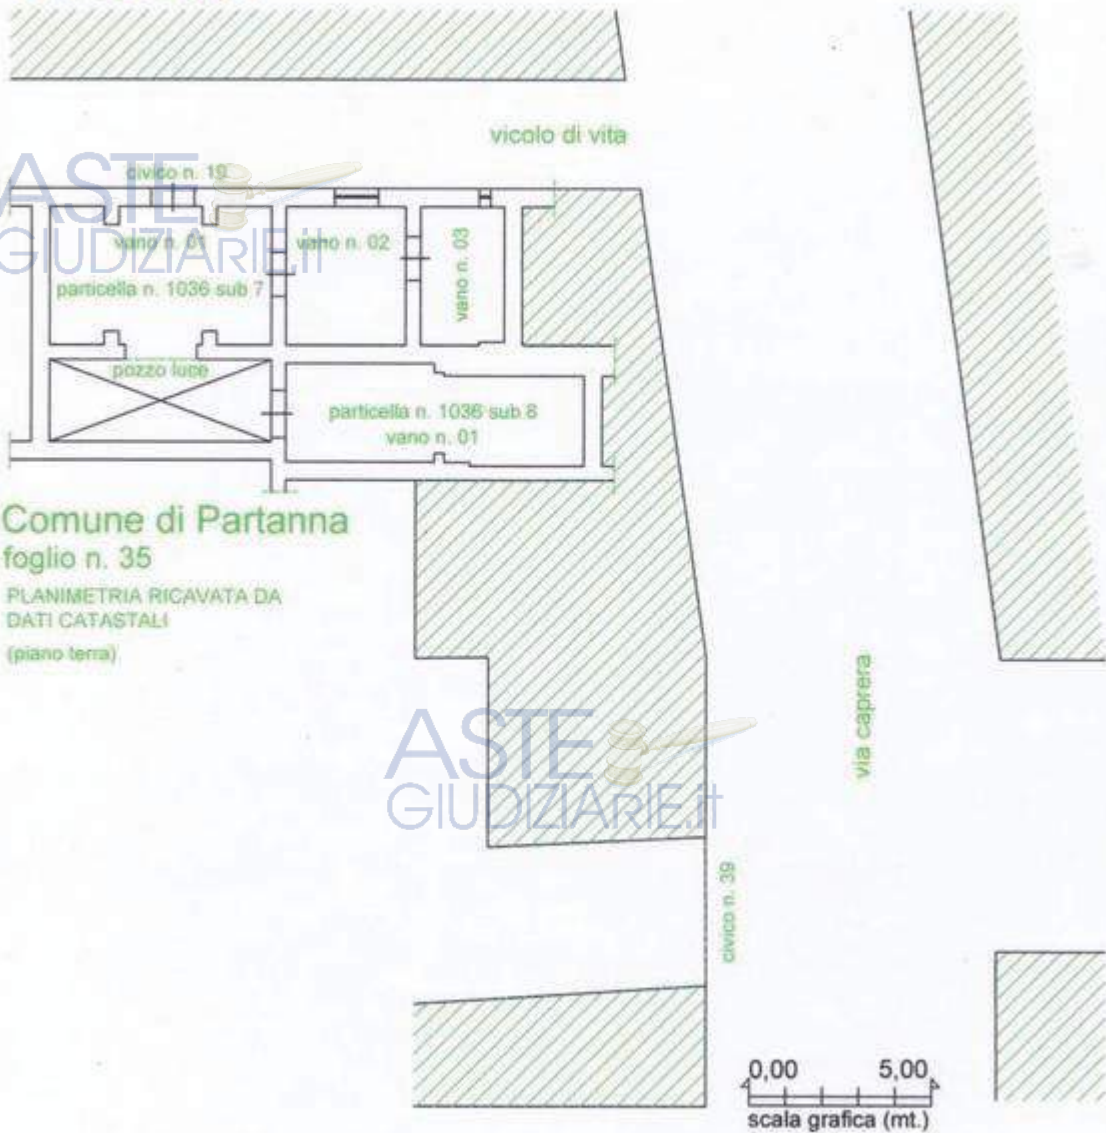 vicolo di vita
civico n. 19
ASTE
GIUDIZIARIE.it
vano n. 01
vano n. 02
vano n. 03
particella n. 1036 sub 7
pozzo luce
particella n. 1036 sub 8
vano n. 01
Comune di Partanna
foglio n. 35
PLANIMETRIA RICAVATA DA
DATI CATASTALI
(piano terra)
via caprera
ASTE
GIUDIZIARIE.it
civico n. 39
0,00 5,00
scala grafica (mt.)